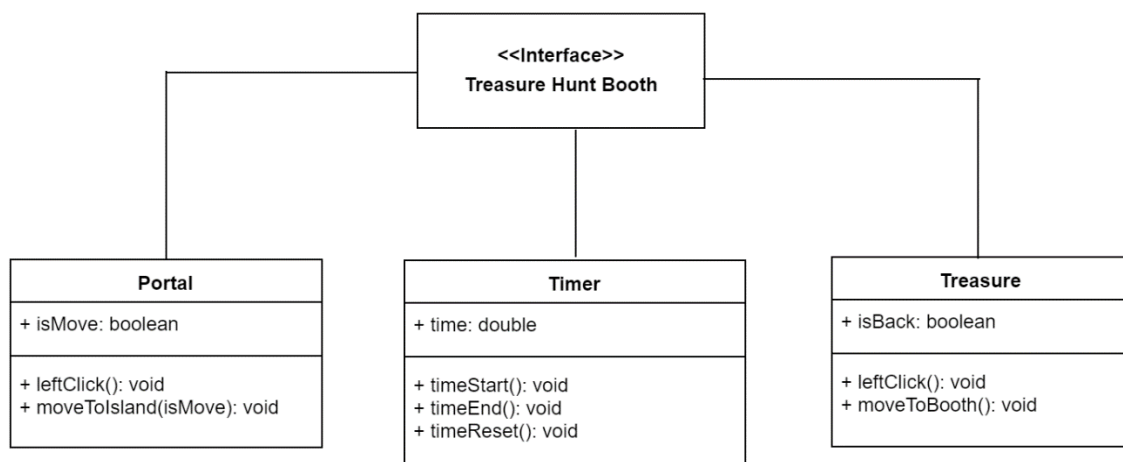 <<Interface>>
Treasure Hunt Booth
Portal
+ isMove: boolean
+ leftClick(): void
+ moveToIsland(isMove): void
Timer
+ time: double
+ timeStart(): void
+ timeEnd(): void
+ timeReset(): void
Treasure
+ isBack: boolean
+ leftClick(): void
+ moveToBooth(): void